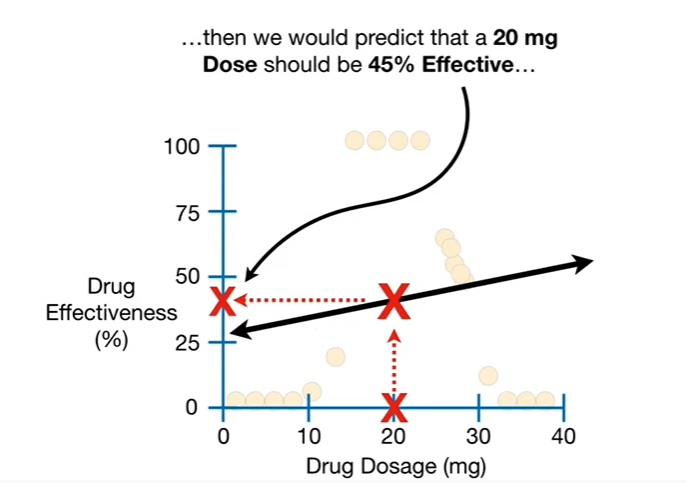 ...then we would predict that a 20 mg
Dose should be 45% Effective...
100
75
Drug
Effectiveness
(%)
50
25
0
0 10 20 30 40
Drug Dosage (mg)